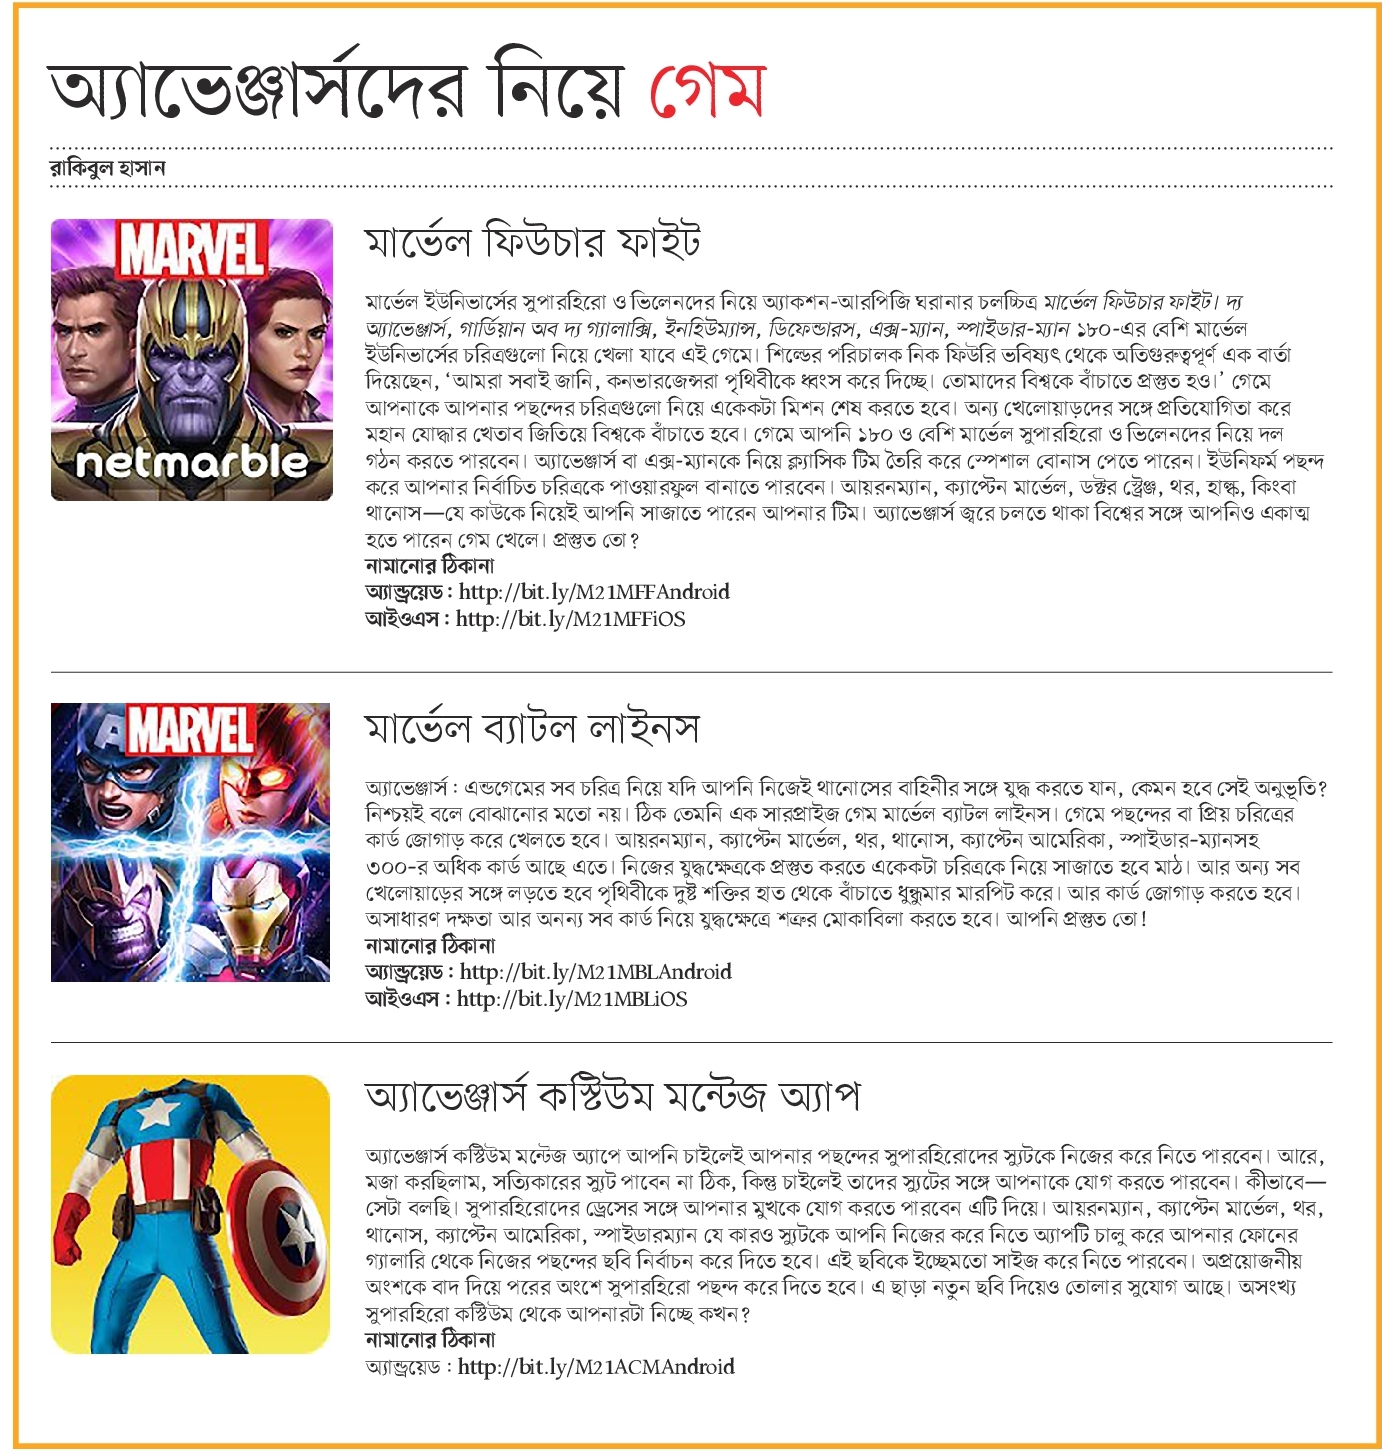 অ্যাভেঞ্জার্সদের নিয়ে গেম
রাকিবুল হাসান
MARVEL
netmarble
মার্ভেল ফিউচার ফাইট
মার্ভেল ইউনিভার্সের সুপারহিরো ও ভিলেনদের নিয়ে অ্যাকশন-আরপিজি ঘরানার চলচ্চিত্র মার্ভেল ফিউচার ফাইট। দ্য
অ্যাভেঞ্জার্স, গার্ডিয়ান অব দ্য গ্যালাক্সি, ইনহিউম্যান্স, ডিফেন্ডারস, এক্স-ম্যান, স্পাইডার-ম্যান ১৮০-এর বেশি মার্ভেল
ইউনিভার্সের চরিত্রগুলো নিয়ে খেলা যাবে এই গেমে। শিল্ডের পরিচালক নিক ফিউরি ভবিষ্যৎ থেকে অতিগুরুত্বপূর্ণ এক বার্তা
দিয়েছেন, ‘আমরা সবাই জানি, কনভারজেন্সরা পৃথিবীকে ধ্বংস করে দিচ্ছে। তোমাদের বিশ্বকে বাঁচাতে প্রস্তুত হও।’ গেমে
আপনাকে আপনার পছন্দের চরিত্রগুলো নিয়ে একেকটা মিশন শেষ করতে হবে। অন্য খেলোয়াড়দের সঙ্গে প্রতিযোগিতা করে
মহান যোদ্ধার খেতাব জিতিয়ে বিশ্বকে বাঁচাতে হবে। গেমে আপনি ১৮০ ও বেশি মার্ভেল সুপারহিরো ও ভিলেনদের নিয়ে দল
গঠন করতে পারবেন। অ্যাভেঞ্জার্স বা এক্স-ম্যানকে নিয়ে ক্ল্যাসিক টিম তৈরি করে স্পেশাল বোনাস পেতে পারেন। ইউনিফর্ম পছন্দ
করে আপনার নির্বাচিত চরিত্রকে পাওয়ারফুল বানাতে পারবেন। আয়রনম্যান, ক্যাপ্টেন মার্ভেল, ডক্টর স্ট্রেঞ্জ, থর, হাল্ক, কিংবা
থানোস—যে কাউকে নিয়েই আপনি সাজাতে পারেন আপনার টিম। অ্যাভেঞ্জার্স জ্বরে চলতে থাকা বিশ্বের সঙ্গে আপনিও একাত্ম
হতে পারেন গেম খেলে। প্রস্তুত তো?
নামানোর ঠিকানা
অ্যান্ড্রয়েড : http://bit.ly/M21MFFAndroid
আইওএস : http://bit.ly/M21MFFiOS
MARVEL
মার্ভেল ব্যাটল লাইনস
অ্যাভেঞ্জার্স : এন্ডগেমের সব চরিত্র নিয়ে যদি আপনি নিজেই থানোসের বাহিনীর সঙ্গে যুদ্ধ করতে যান, কেমন হবে সেই অনুভূতি?
নিশ্চয়ই বলে বোঝানোর মতো নয়। ঠিক তেমনি এক সারপ্রাইজ গেম মার্ভেল ব্যাটল লাইনস। গেমে পছন্দের বা প্রিয় চরিত্রের
কার্ড জোগাড় করে খেলতে হবে। আয়রনম্যান, ক্যাপ্টেন মার্ভেল, থর, থানোস, ক্যাপ্টেন আমেরিকা, স্পাইডার-ম্যানসহ
৩০০-র অধিক কার্ড আছে এতে। নিজের যুদ্ধক্ষেত্রকে প্রস্তুত করতে একেকটা চরিত্রকে নিয়ে সাজাতে হবে মাঠ। আর অন্য সব
খেলোয়াড়ের সঙ্গে লড়তে হবে পৃথিবীকে দুষ্ট শক্তির হাত থেকে বাঁচাতে ধুন্ধুমার মারপিট করে। আর কার্ড জোগাড় করতে হবে।
অসাধারণ দক্ষতা আর অনন্য সব কার্ড নিয়ে যুদ্ধক্ষেত্রে শত্রুর মোকাবিলা করতে হবে। আপনি প্রস্তুত তো!
নামানোর ঠিকানা
অ্যান্ড্রয়েড : http://bit.ly/M21MBLAndroid
আইওএস : http://bit.ly/M21MBLiOS
অ্যাভেঞ্জার্স কস্টিউম মন্টেজ অ্যাপ
অ্যাভেঞ্জার্স কস্টিউম মন্টেজ অ্যাপে আপনি চাইলেই আপনার পছন্দের সুপারহিরোদের স্যুটকে নিজের করে নিতে পারবেন। আরে,
মজা করছিলাম, সত্যিকারের স্যুট পাবেন না ঠিক, কিন্তু চাইলেই তাদের স্যুটের সঙ্গে আপনাকে যোগ করতে পারবেন। কীভাবে—
সেটা বলছি। সুপারহিরোদের ড্রেসের সঙ্গে আপনার মুখকে যোগ করতে পারবেন এটি দিয়ে। আয়রনম্যান, ক্যাপ্টেন মার্ভেল, থর,
থানোস, ক্যাপ্টেন আমেরিকা, স্পাইডারম্যান যে কারও স্যুটকে আপনি নিজের করে নিতে অ্যাপটি চালু করে আপনার ফোনের
গ্যালারি থেকে নিজের পছন্দের ছবি নির্বাচন করে দিতে হবে। এই ছবিকে ইচ্ছেমতো সাইজ করে নিতে পারবেন। অপ্রয়োজনীয়
অংশকে বাদ দিয়ে পরের অংশে সুপারহিরো পছন্দ করে দিতে হবে। এ ছাড়া নতুন ছবি দিয়েও তোলার সুযোগ আছে। অসংখ্য
সুপারহিরো কস্টিউম থেকে আপনারটা নিচ্ছে কখন?
নামানোর ঠিকানা
অ্যান্ড্রয়েড : http://bit.ly/M21ACMAndroid